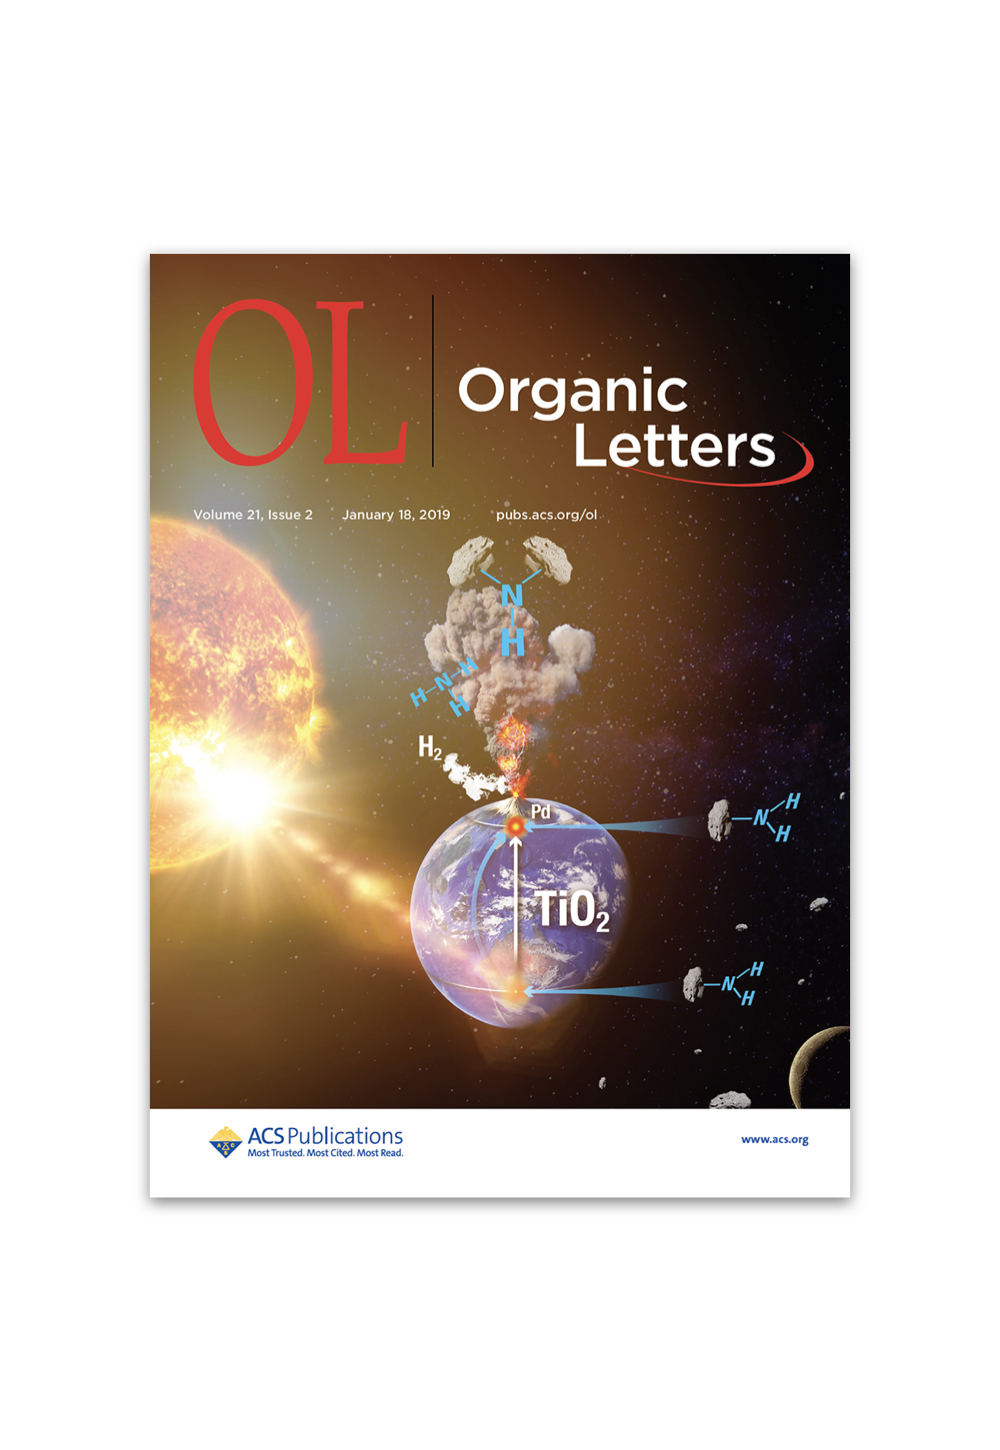 OL
Organic
Letters
Volume 21, Issue 2 January 18, 2019 pubs.acs.org/ol
N
H
H-N-H
H
H₂
Pd
N H
H
TiO₂
N H
H
ACS Publications
Most Trusted. Most Cited. Most Read.
www.acs.org